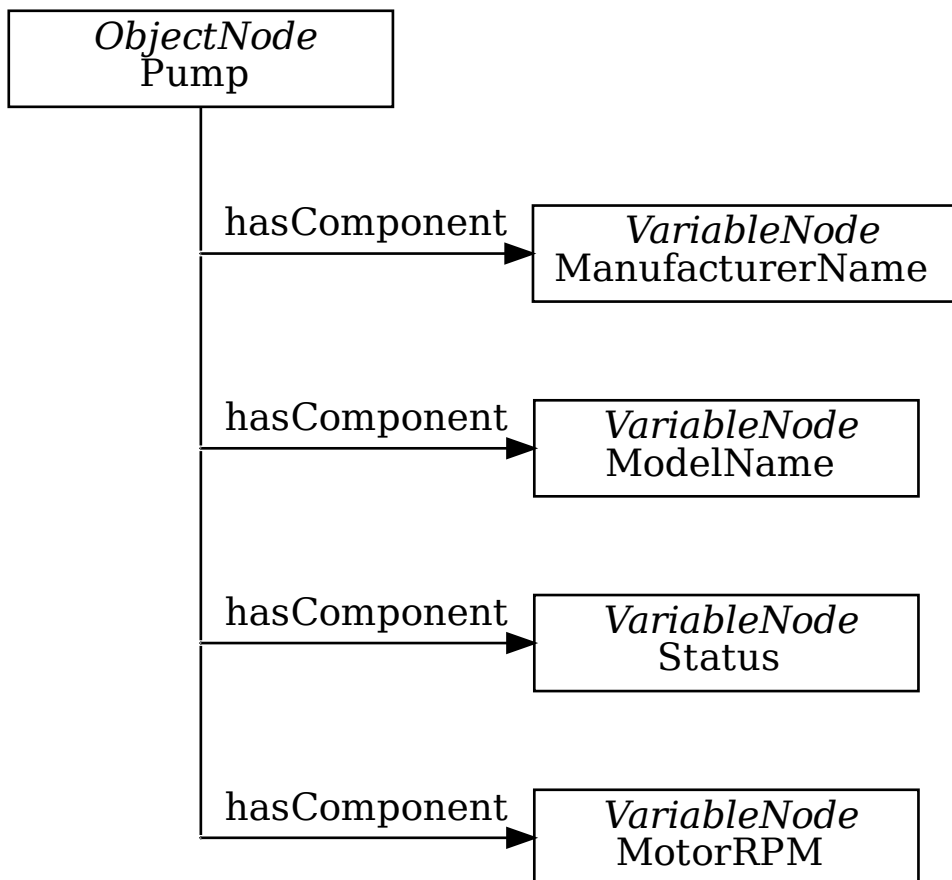 ObjectNode
Pump
hasComponent
VariableNode
ManufacturerName
hasComponent
VariableNode
ModelName
hasComponent
VariableNode
Status
hasComponent
VariableNode
MotorRPM